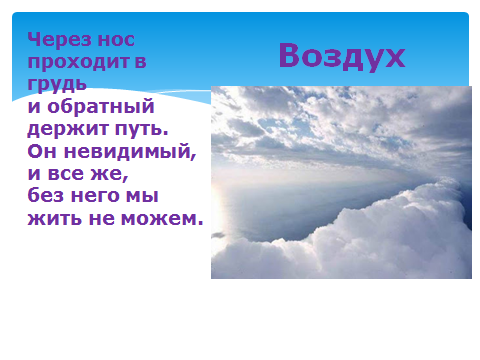 Через нос
проходит в
грудь
и обратный
держит путь.
Он невидимый,
и все же,
без него мы
жить не можем.
Воздух